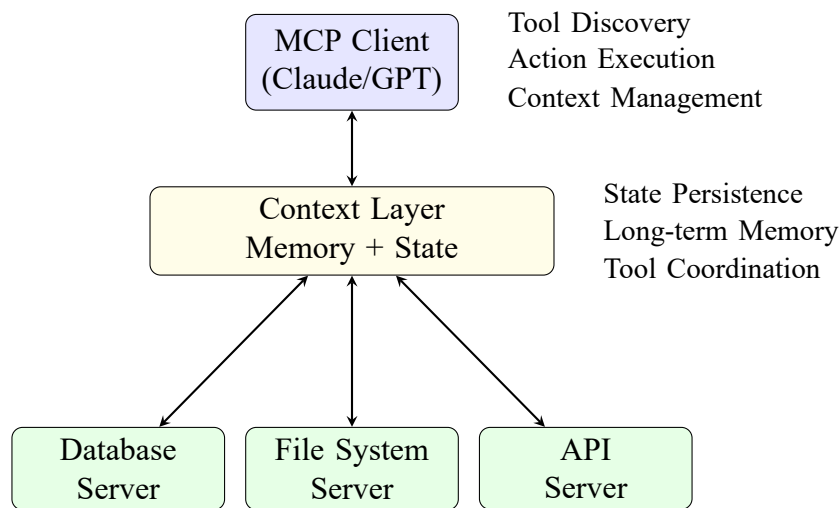 MCP Client
(Claude/GPT)
Tool Discovery
Action Execution
Context Management
Context Layer
Memory + State
State Persistence
Long-term Memory
Tool Coordination
Database
Server
File System
Server
API
Server